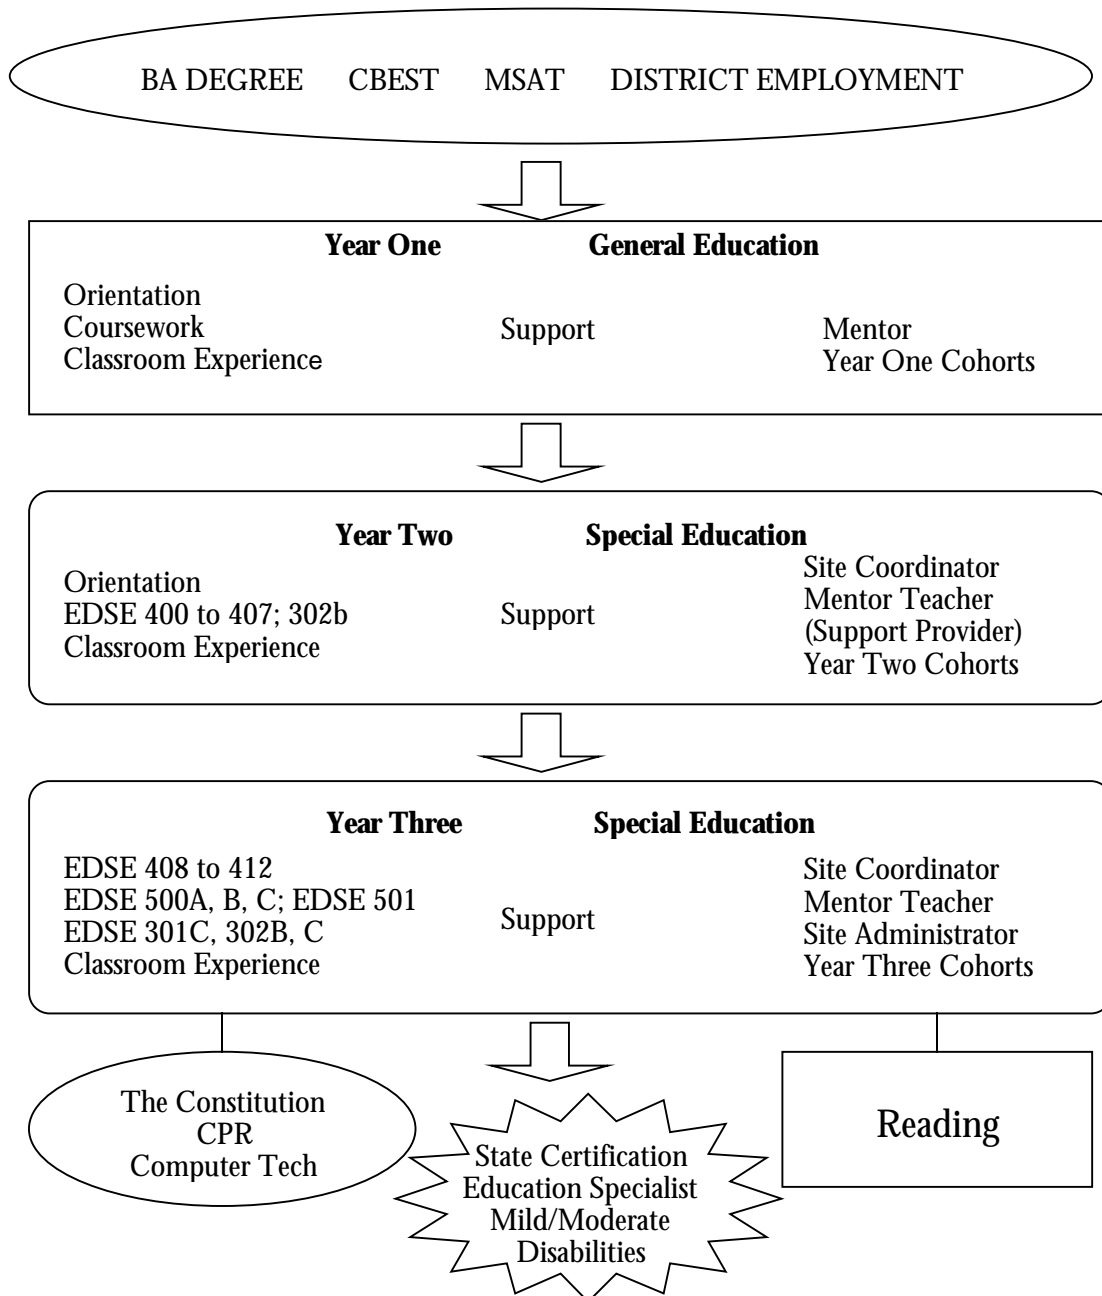 BA DEGREE CBEST MSAT DISTRICT EMPLOYMENT
Year One General Education
Orientation
Coursework
Classroom Experience
Support
Mentor
Year One Cohorts
Year Two Special Education
Orientation
EDSE 400 to 407; 302b
Classroom Experience
Support
Site Coordinator
Mentor Teacher
(Support Provider)
Year Two Cohorts
Year Three Special Education
EDSE 408 to 412
EDSE 500A, B, C; EDSE 501
EDSE 301C, 302B, C
Classroom Experience
Support
Site Coordinator
Mentor Teacher
Site Administrator
Year Three Cohorts
The Constitution
CPR
Computer Tech
State Certification
Education Specialist
Mild/Moderate
Disabilities
Reading